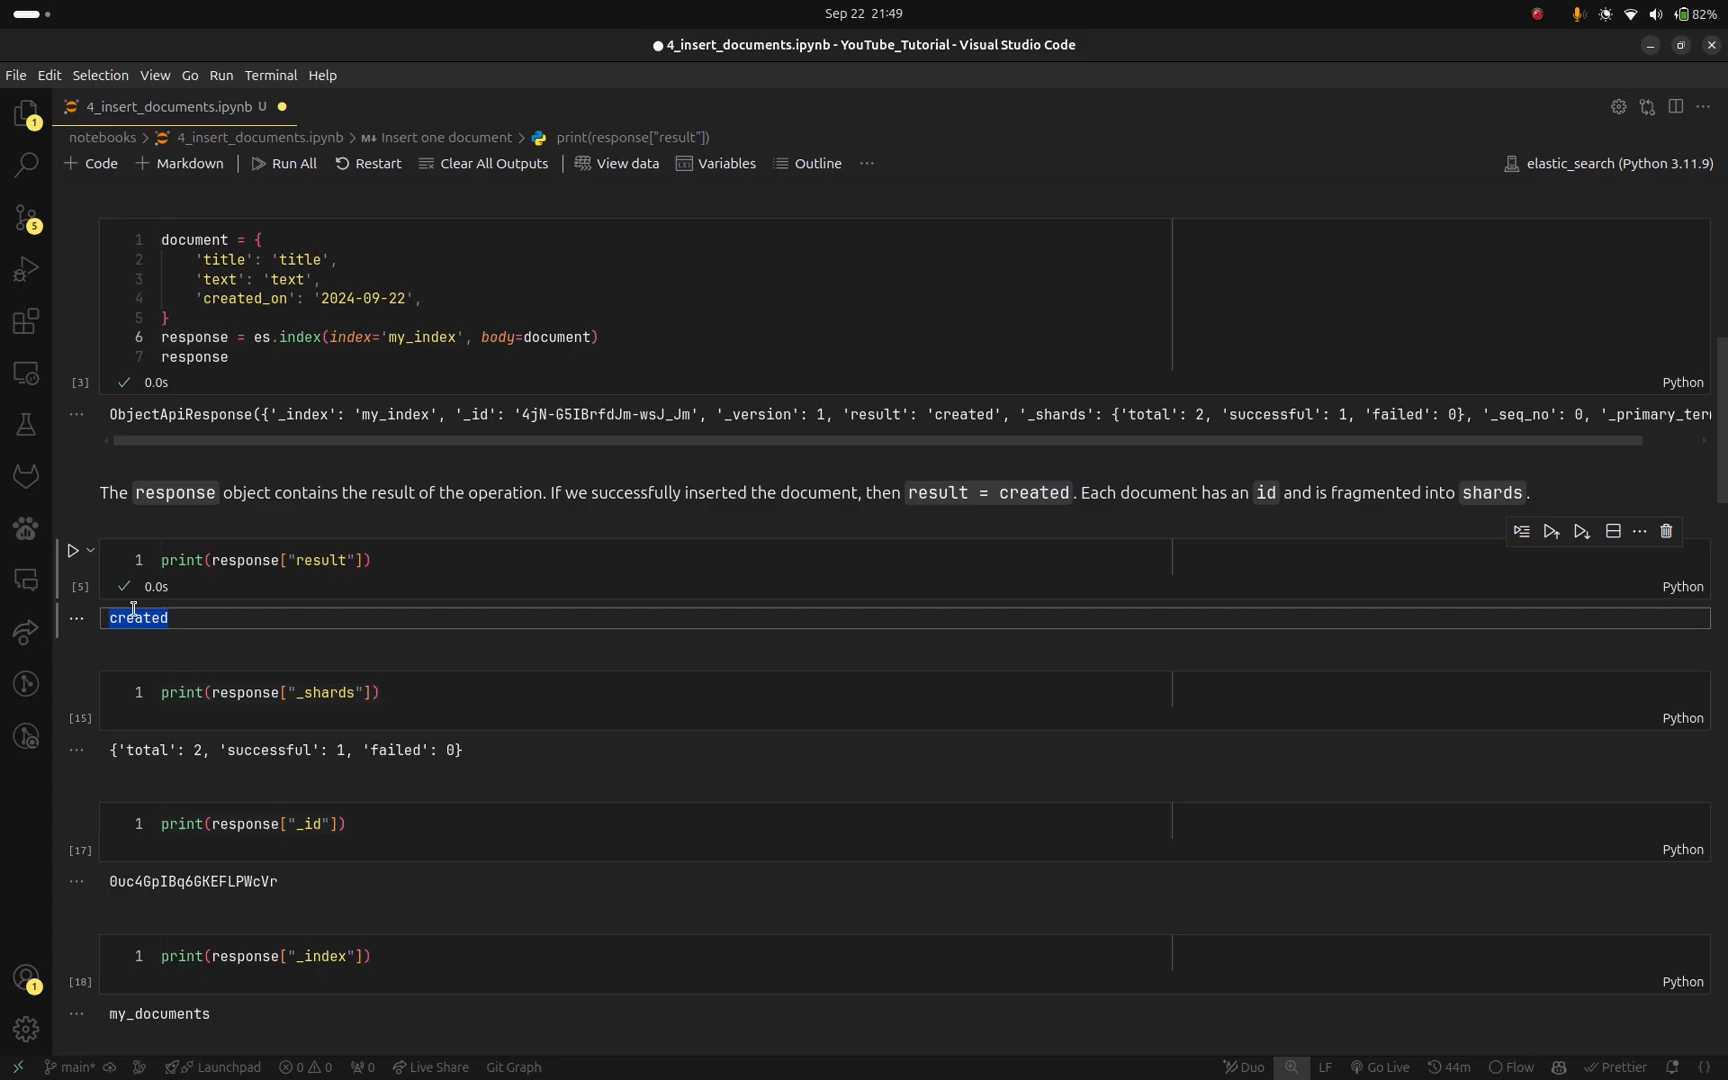 Sep 22 21:49
82%
4_insert_documents.ipynb - YouTube_Tutorial - Visual Studio Code
File Edit Selection View Go Run Terminal Help
4_insert_documents.ipynb U
notebooks > 4_insert_documents.ipynb > M↓ Insert one document > print(response["result"])
+ Code + Markdown | Run All Restart Clear All Outputs | View data Variables Outline ···
elastic_search (Python 3.11.9)
1 document = {
2 'title': 'title',
3 'text': 'text',
4 'created_on': '2024-09-22',
5 }
6 response = es.index(index='my_index', body=document)
7 response
[3] ✓ 0.0s Python
··· ObjectApiResponse({'_index': 'my_index', '_id': '4jN-G5IBrfdJm-wsJ_Jm', '_version': 1, 'result': 'created', '_shards': {'total': 2, 'successful': 1, 'failed': 0}, '_seq_no': 0, '_primary_ter
The response object contains the result of the operation. If we successfully inserted the document, then result = created. Each document has an id and is fragmented into shards.
1 print(response["result"])
[5] ✓ 0.0s Python
··· created
1 print(response["_shards"])
[15] Python
··· {'total': 2, 'successful': 1, 'failed': 0}
1 print(response["_id"])
[17] Python
··· 0uc4GpIBq6GKEFLPWcVr
1 print(response["_index"])
[18] Python
··· my_documents
1
5
1
main* Launchpad 0 0 0 Live Share Git Graph
Duo LF Go Live 44m Flow Prettier { }